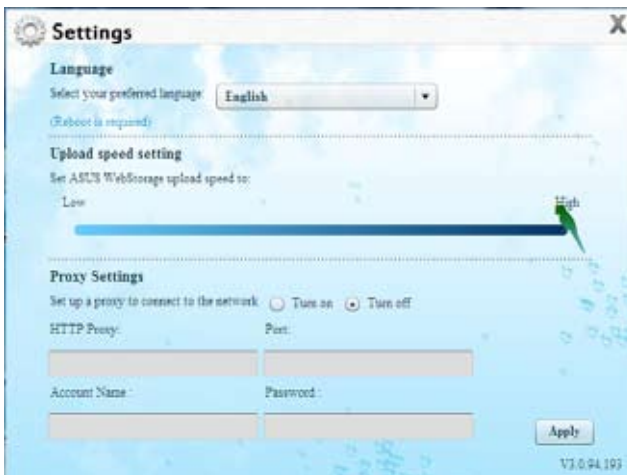 Settings
X
Language
Select your preferred language: English
(Reboot is required)
Upload speed setting
Set ASUS WebStorage upload speed to:
Low High
Proxy Settings
Set up a proxy to connect to the network Turn on Turn off
HTTP Proxy: Port:
Account Name : Password :
Apply
V3.0.94.193